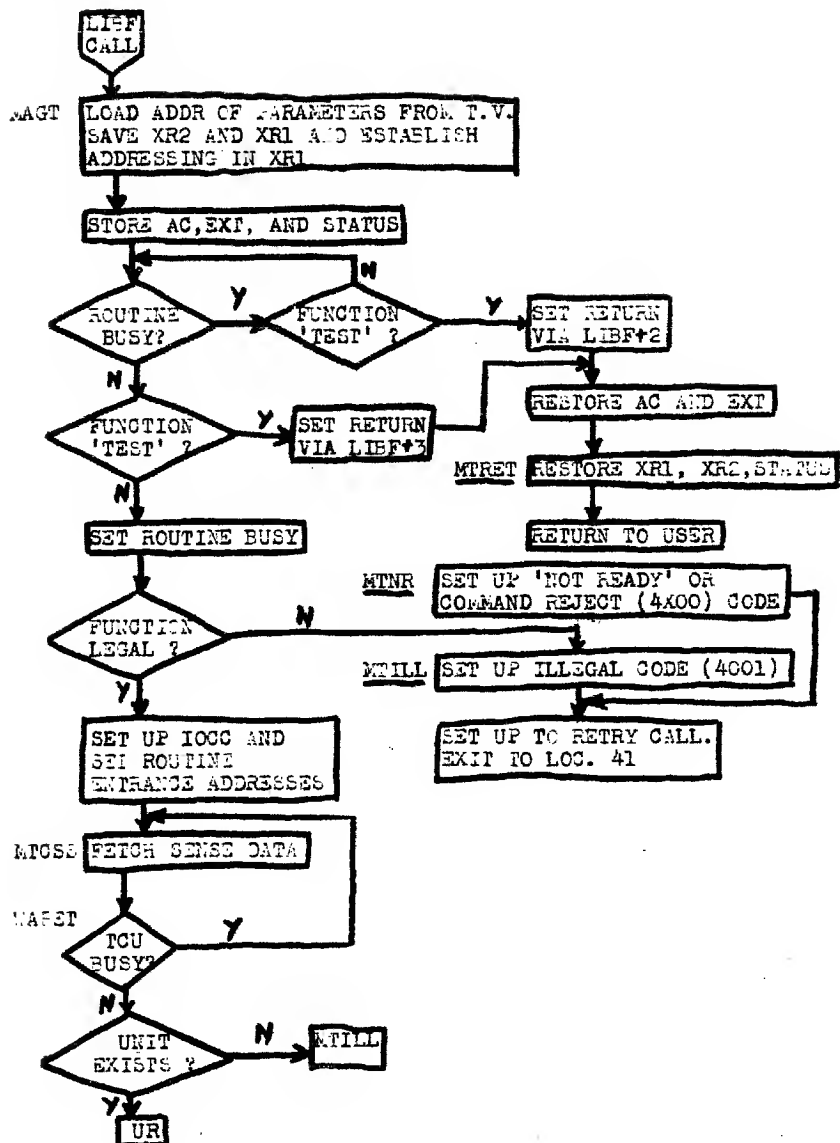 LIBF
CALL
MAGT
LOAD ADDR OF PARAMETERS FROM T.V.
SAVE XR2 AND XR1 AND ESTABLISH
ADDRESSING IN XR1
STORE AC,EXT, AND STATUS
ROUTINE
BUSY?
Y
N
FUNCTION
'TEST' ?
Y
SET RETURN
VIA LIBF+2
N
FUNCTION
'TEST' ?
Y
SET RETURN
VIA LIBF+3
RESTORE AC AND EXT
N
MTRET
RESTORE XR1, XR2,STATUS
SET ROUTINE BUSY
RETURN TO USER
MTNR
SET UP 'NOT READY' OR
COMMAND REJECT (4X00) CODE
FUNCTION
LEGAL ?
N
MTILL
SET UP ILLEGAL CODE (4001)
Y
SET UP IOCC AND
SET ROUTINE
ENTRANCE ADDRESSES
SET UP TO RETRY CALL.
EXIT TO LOC. 41
FETCH SENSE DATA
TCU
BUSY?
Y
N
UNIT
EXISTS ?
N
MTILL
Y
UR